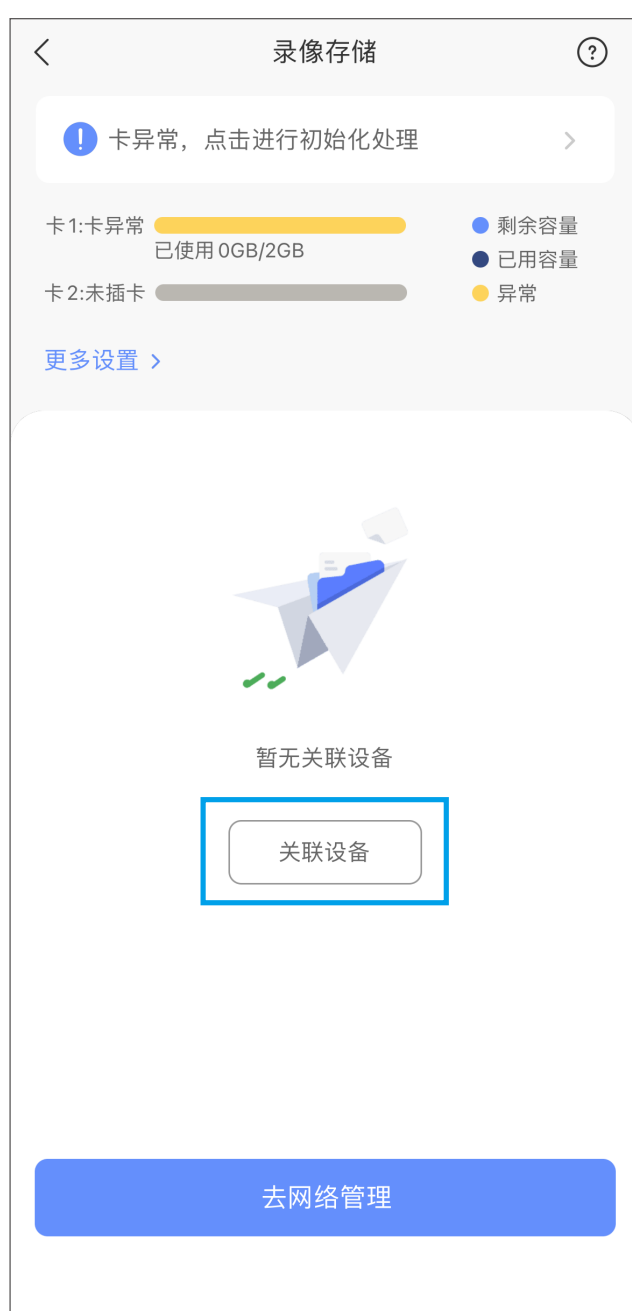 录像存储
卡异常，点击进行初始化处理
卡1:卡异常
已使用 0GB/2GB
卡2:未插卡
剩余容量
已用容量
异常
更多设置
暂无关联设备
关联设备
去网络管理